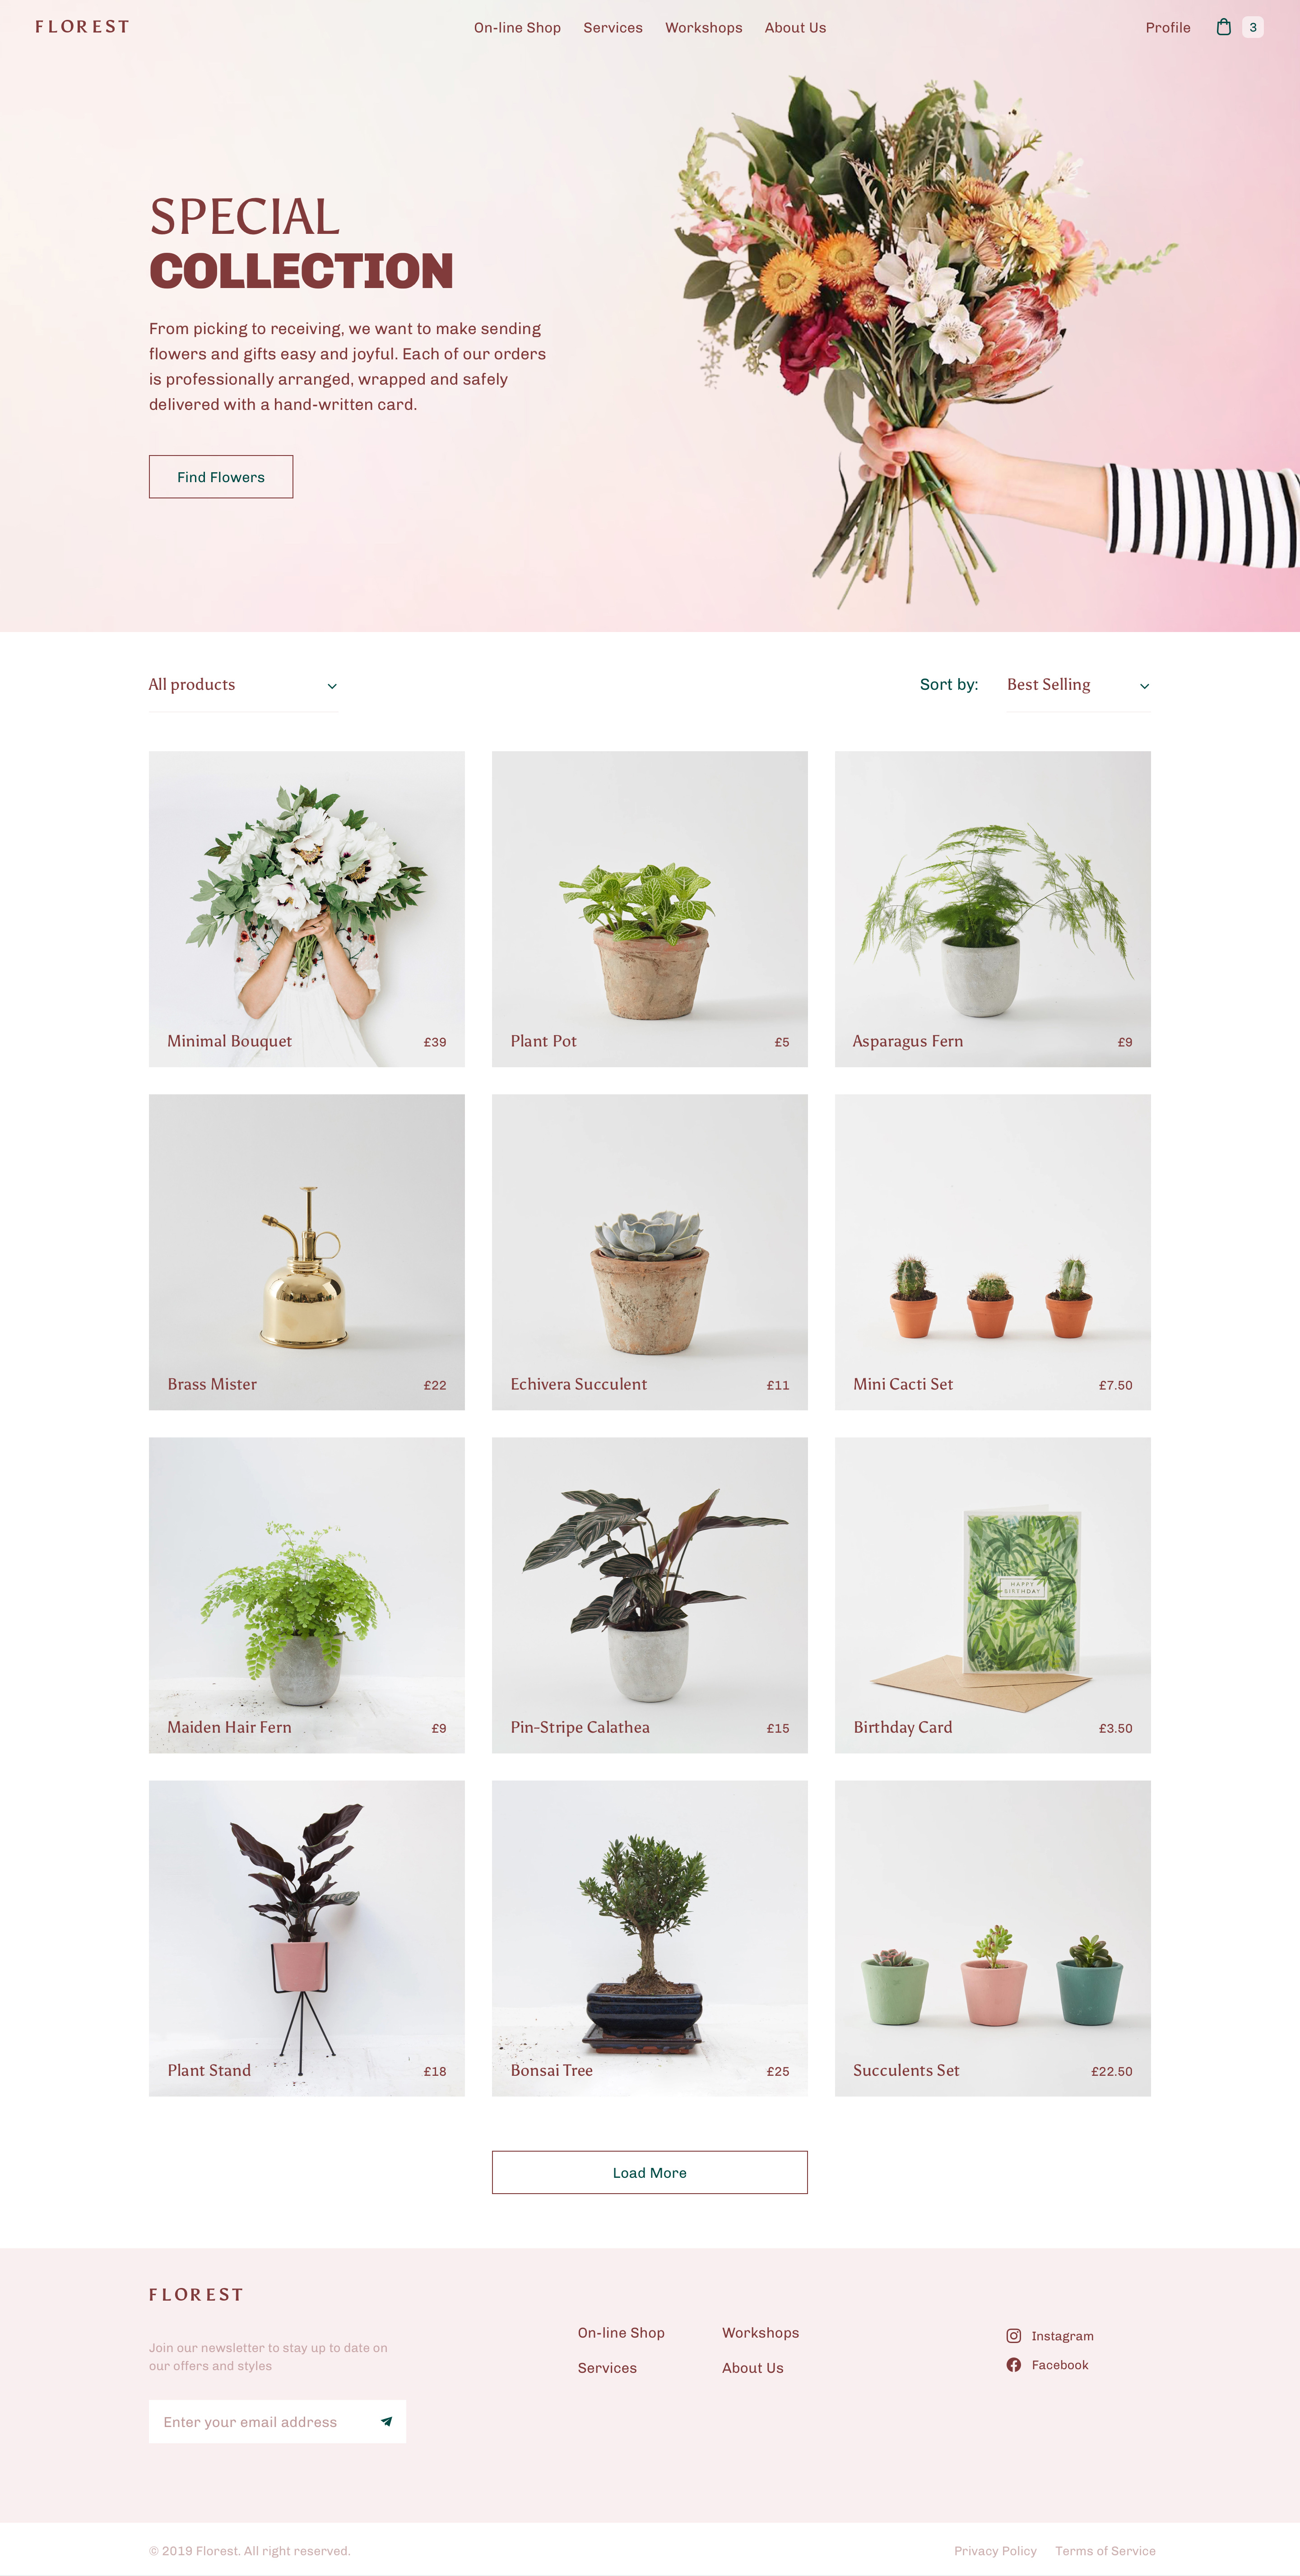 FLOREST
On-line Shop Services Workshops About Us
Profile 3
SPECIAL
COLLECTION
From picking to receiving, we want to make sending
flowers and gifts easy and joyful. Each of our orders
is professionally arranged, wrapped and safely
delivered with a hand-written card.
Find Flowers
All products
Sort by: Best Selling
Minimal Bouquet £39
Plant Pot £5
Asparagus Fern £9
Brass Mister £22
Echivera Succulent £11
Mini Cacti Set £7.50
HAPPY
BIRTHDAY
Maiden Hair Fern £9
Pin-Stripe Calathea £15
Birthday Card £3.50
Plant Stand £18
Bonsai Tree £25
Succulents Set £22.50
Load More
FLOREST
Join our newsletter to stay up to date on
our offers and styles
Enter your email address
On-line Shop Workshops
Services About Us
Instagram
Facebook
© 2019 Florest. All right reserved.
Privacy Policy Terms of Service